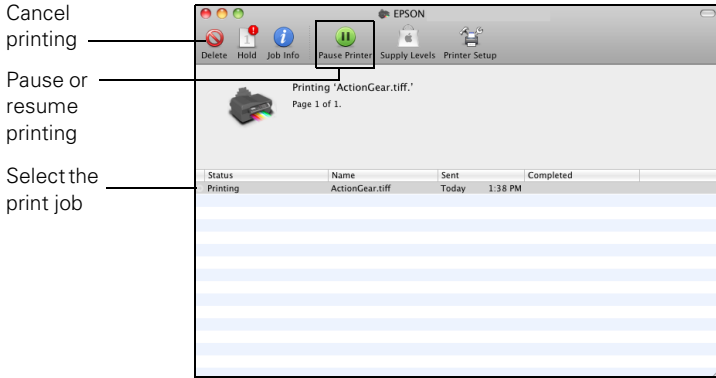 Cancel
printing
Pause or
resume
printing
Select the
print job
EPSON
Delete Hold Job Info Pause Printer Supply Levels Printer Setup
Printing ‘ActionGear.tiff.’
Page 1 of 1.
Status Name Sent Completed
Printing ActionGear.tiff Today 1:38 PM